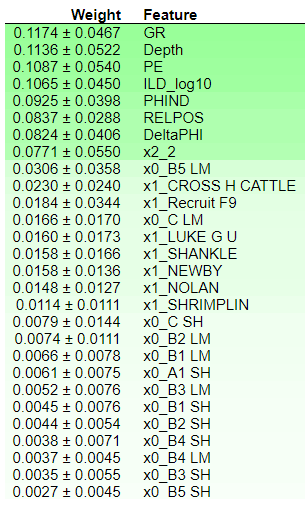 Weight Feature
0.1174 ± 0.0467 GR
0.1136 ± 0.0522 Depth
0.1087 ± 0.0540 PE
0.1065 ± 0.0450 ILD_log10
0.0925 ± 0.0398 PHIND
0.0837 ± 0.0288 RELPOS
0.0824 ± 0.0406 DeltaPHI
0.0771 ± 0.0550 x2_2
0.0306 ± 0.0358 x0_B5 LM
0.0230 ± 0.0240 x1_CROSS H CATTLE
0.0184 ± 0.0344 x1_Recruit F9
0.0166 ± 0.0170 x0_C LM
0.0160 ± 0.0173 x1_LUKE G U
0.0158 ± 0.0166 x1_SHANKLE
0.0158 ± 0.0136 x1_NEWBY
0.0148 ± 0.0127 x1_NOLAN
0.0114 ± 0.0111 x1_SHRIMPLIN
0.0079 ± 0.0144 x0_C SH
0.0074 ± 0.0111 x0_B2 LM
0.0066 ± 0.0078 x0_B1 LM
0.0061 ± 0.0075 x0_A1 SH
0.0052 ± 0.0076 x0_B3 LM
0.0045 ± 0.0076 x0_B1 SH
0.0044 ± 0.0054 x0_B2 SH
0.0038 ± 0.0071 x0_B4 SH
0.0037 ± 0.0045 x0_B4 LM
0.0035 ± 0.0055 x0_B3 SH
0.0027 ± 0.0045 x0_B5 SH